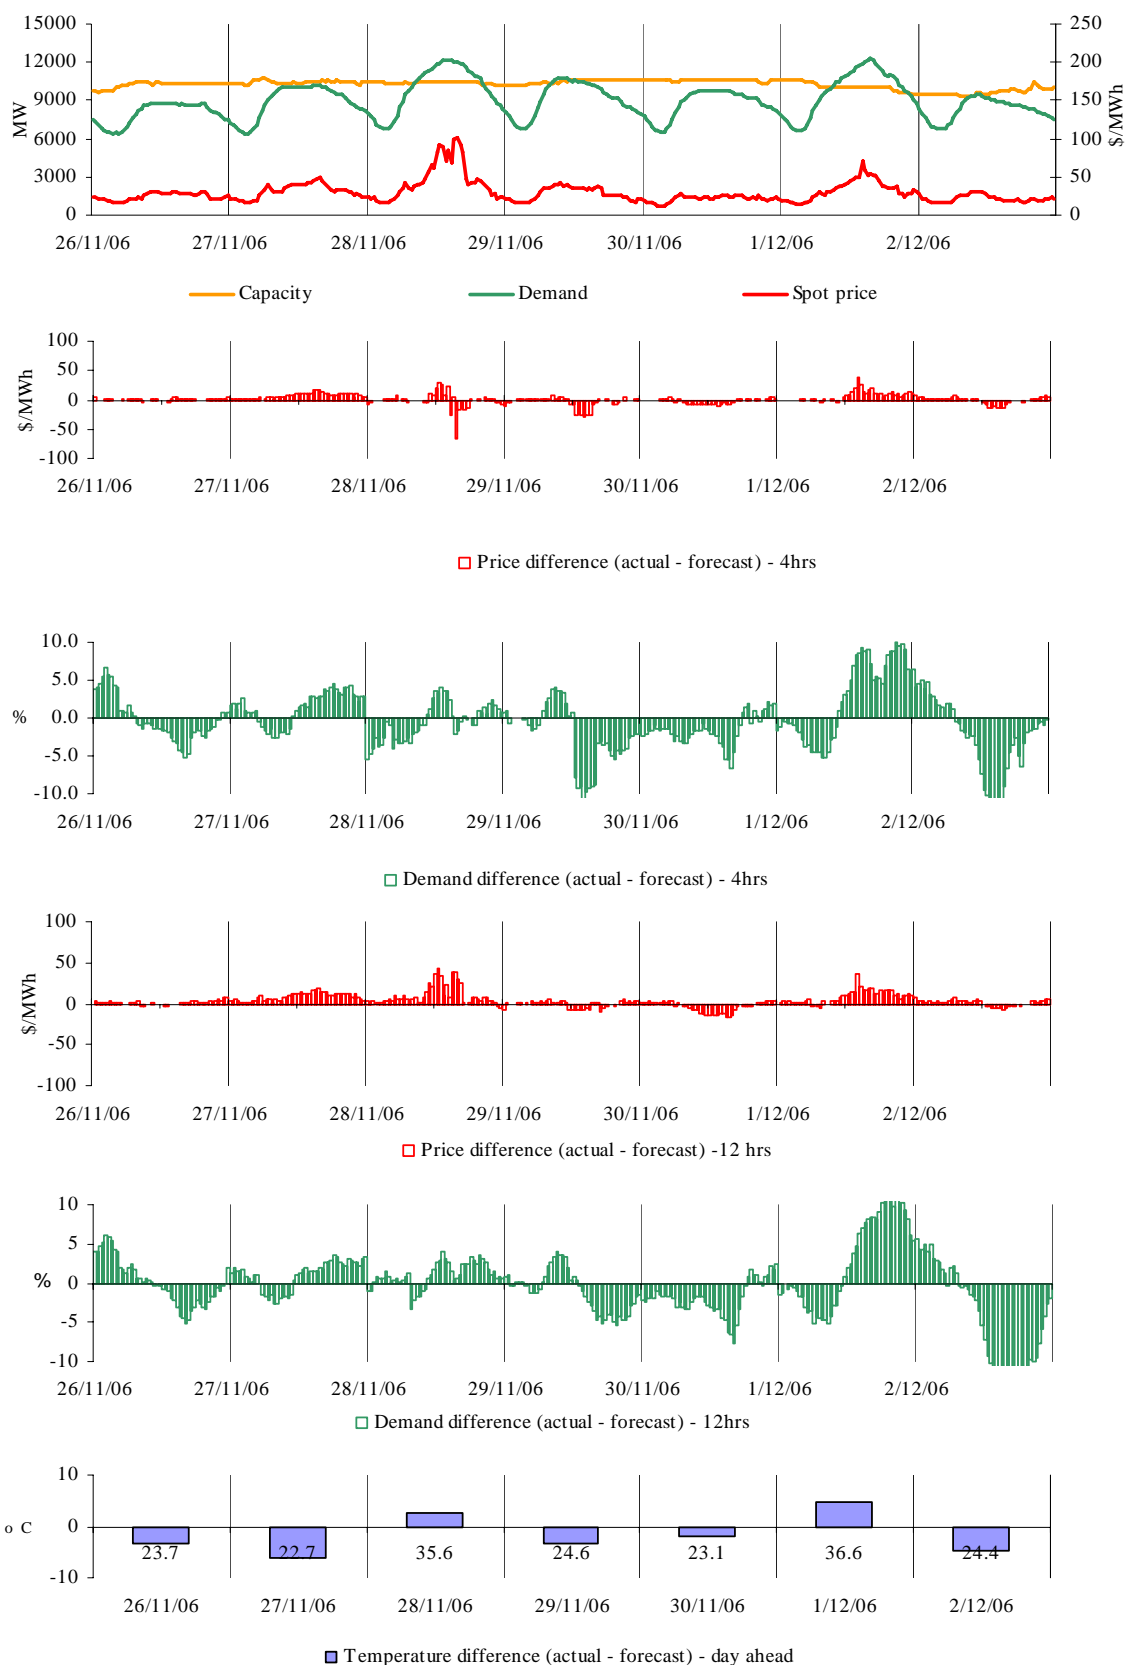 15000 250
12000 200
9000 150
6000 100
3000 50
0 0
MW
$/MWh
26/11/06 27/11/06 28/11/06 29/11/06 30/11/06 1/12/06 2/12/06
Capacity Demand Spot price
100
50
0
-50
-100
$/MWh
26/11/06 27/11/06 28/11/06 29/11/06 30/11/06 1/12/06 2/12/06
Price difference (actual - forecast) - 4hrs
10.0
5.0
0.0
-5.0
-10.0
%
26/11/06 27/11/06 28/11/06 29/11/06 30/11/06 1/12/06 2/12/06
Demand difference (actual - forecast) - 4hrs
100
50
0
-50
-100
$/MWh
26/11/06 27/11/06 28/11/06 29/11/06 30/11/06 1/12/06 2/12/06
Price difference (actual - forecast) -12 hrs
10
5
0
-5
-10
%
26/11/06 27/11/06 28/11/06 29/11/06 30/11/06 1/12/06 2/12/06
Demand difference (actual - forecast) - 12hrs
10
0
-10
o C
23.7 22.7 35.6 24.6 23.1 36.6 24.4
26/11/06 27/11/06 28/11/06 29/11/06 30/11/06 1/12/06 2/12/06
Temperature difference (actual - forecast) - day ahead